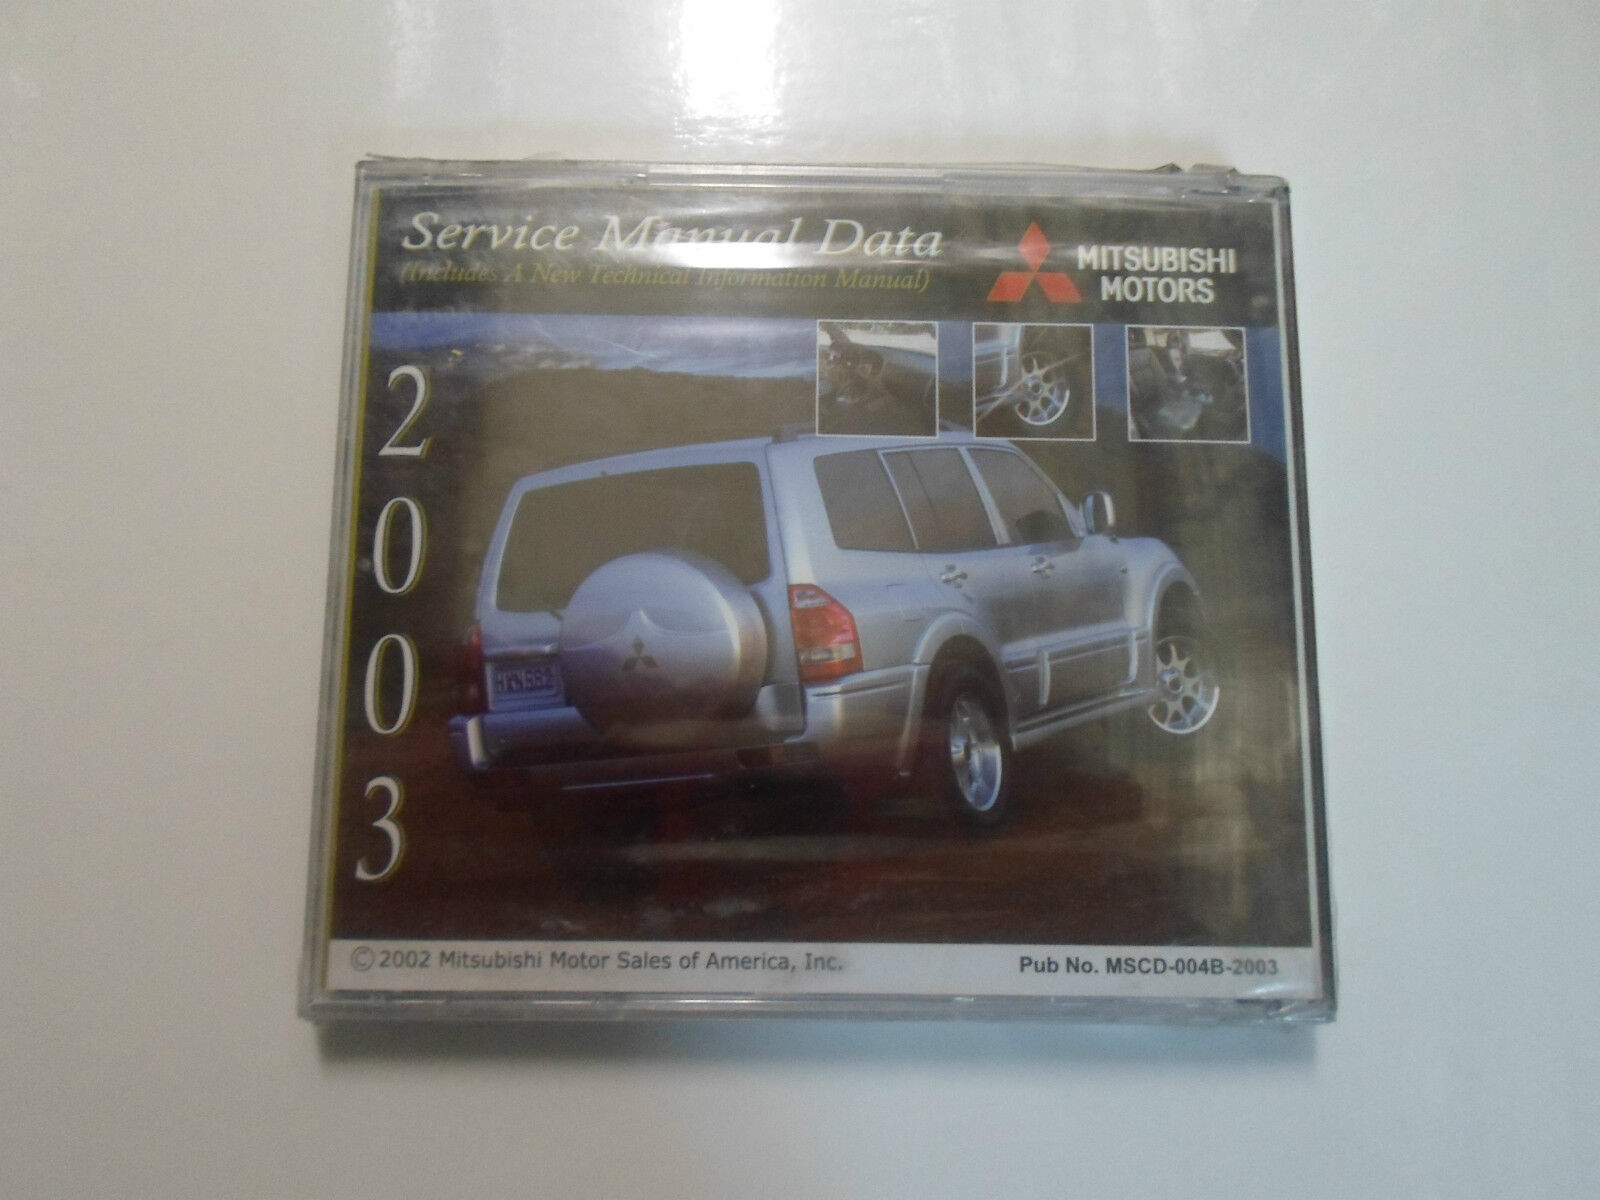 Service Manual Data
(Includes A New Technical Information Manual)
MITSUBISHI
MOTORS
2
0
0
3
© 2002 Mitsubishi Motor Sales of America, Inc.
Pub No. MSCD-004B-2003